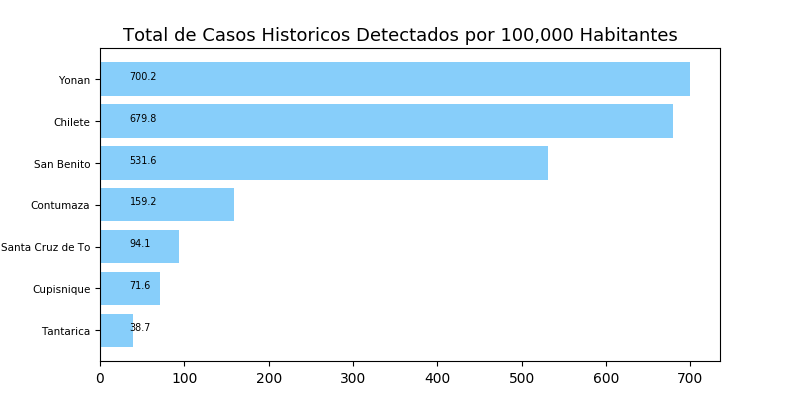 Total de Casos Historicos Detectados por 100,000 Habitantes
Yonan 700.2
Chilete 679.8
San Benito 531.6
Contumaza 159.2
Santa Cruz de To 94.1
Cupisnique 71.6
Tantarica 38.7
0 100 200 300 400 500 600 700